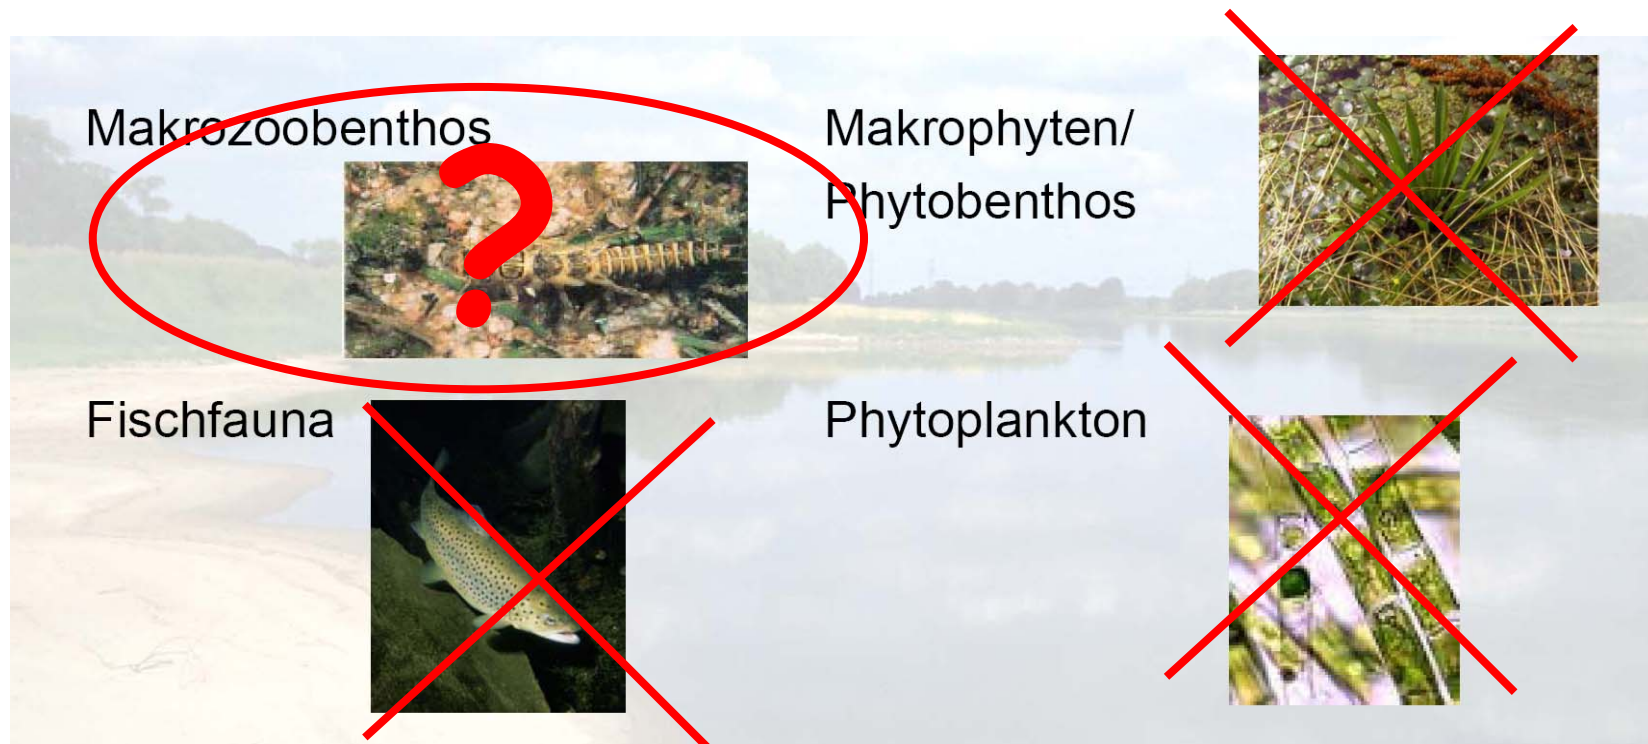 Makrozoobenthos
Makrophyten/
Phytobenthos
Fischfauna
Phytoplankton